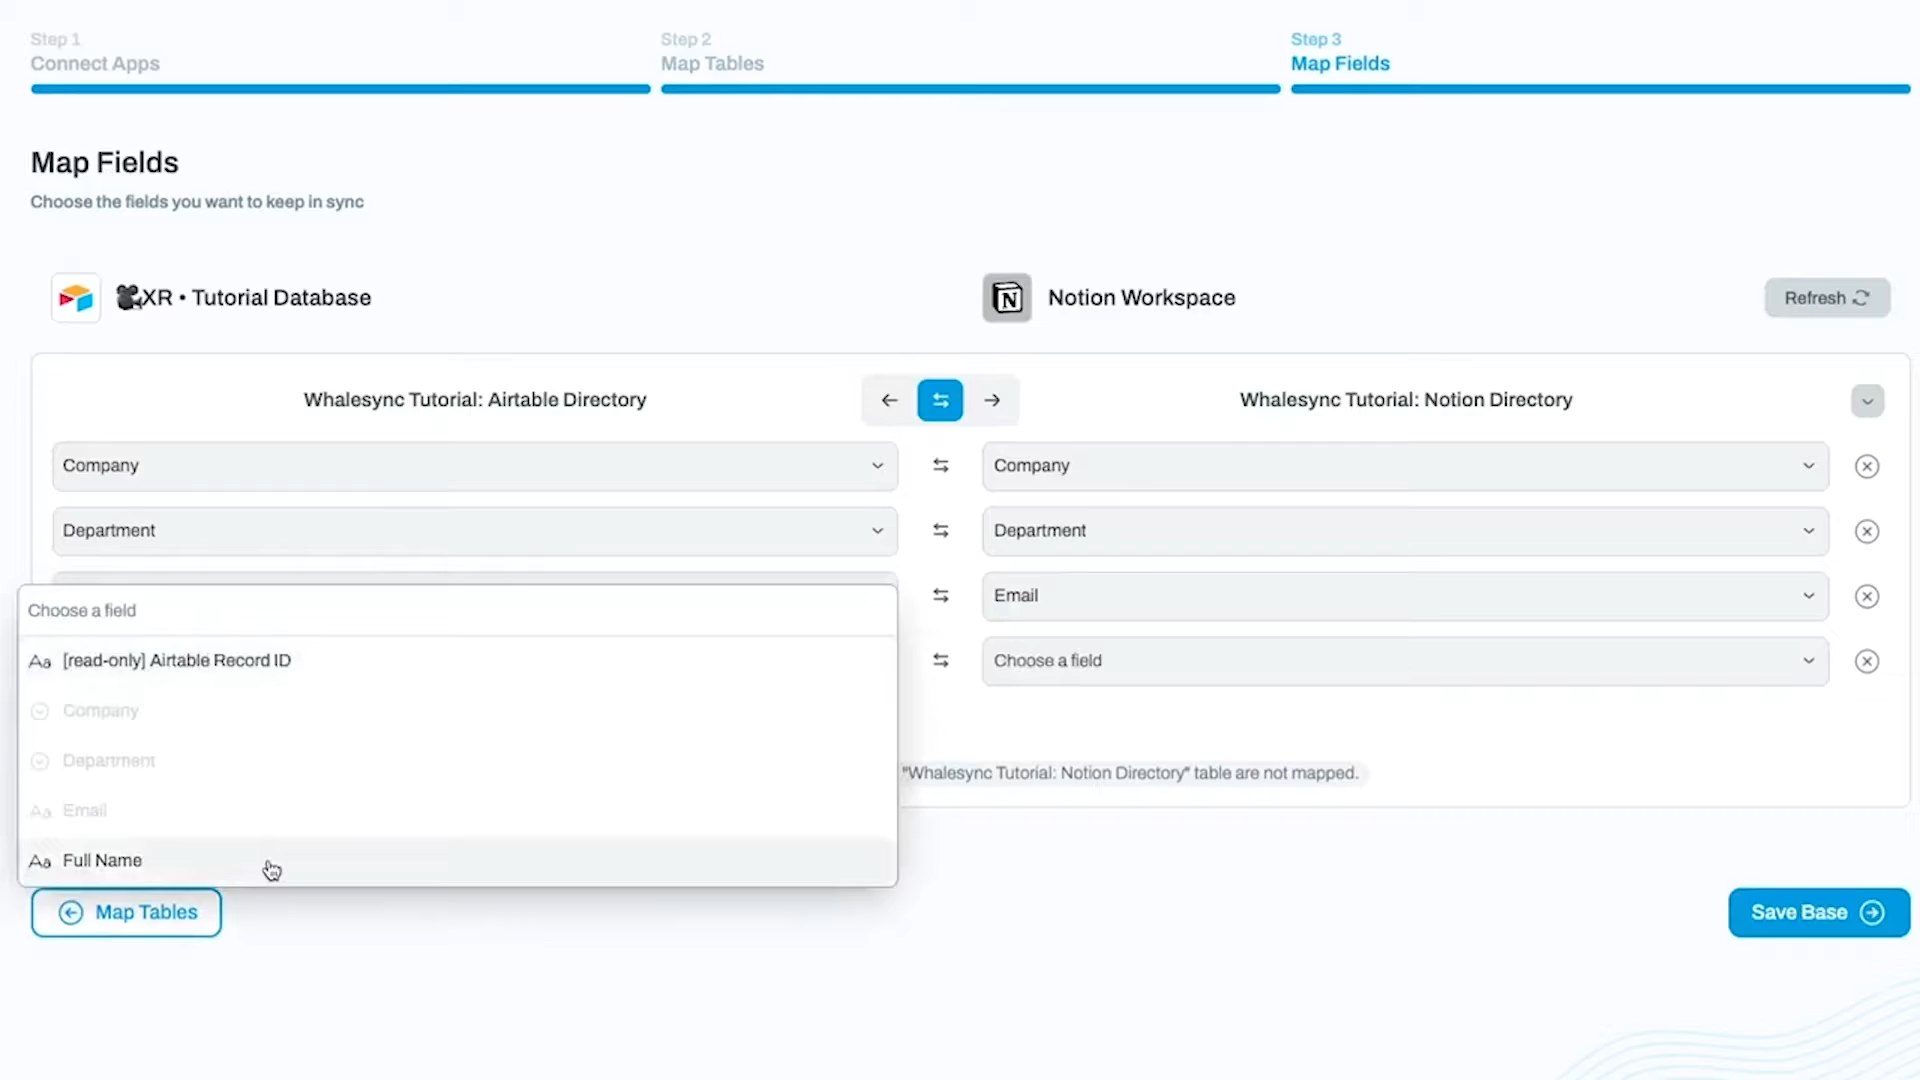 Step 1
Connect Apps
Step 2
Map Tables
Step 3
Map Fields
Map Fields
Choose the fields you want to keep in sync
XR • Tutorial Database
Notion Workspace
Refresh
Whalesync Tutorial: Airtable Directory
Whalesync Tutorial: Notion Directory
Company
Company
Department
Department
Email
Choose a field
Choose a field
Aa [read-only] Airtable Record ID
Company
Department
Aa Email
Aa Full Name
"Whalesync Tutorial: Notion Directory" table are not mapped.
Map Tables
Save Base